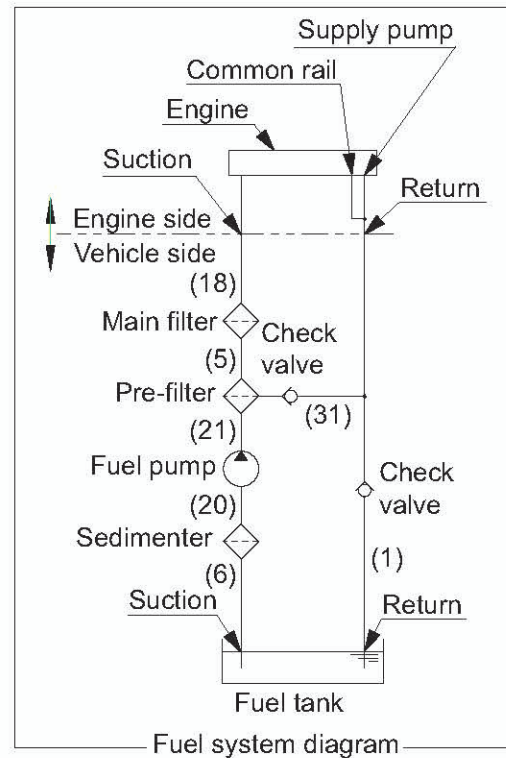 Supply pump
Common rail
Engine
Suction
Return
Engine side
Vehicle side
(18)
Main filter
Check
valve
(5)
Pre-filter
(31)
(21)
Fuel pump
Check
valve
(20)
Sedimenter
(6)
(1)
Suction
Return
Fuel tank
Fuel system diagram